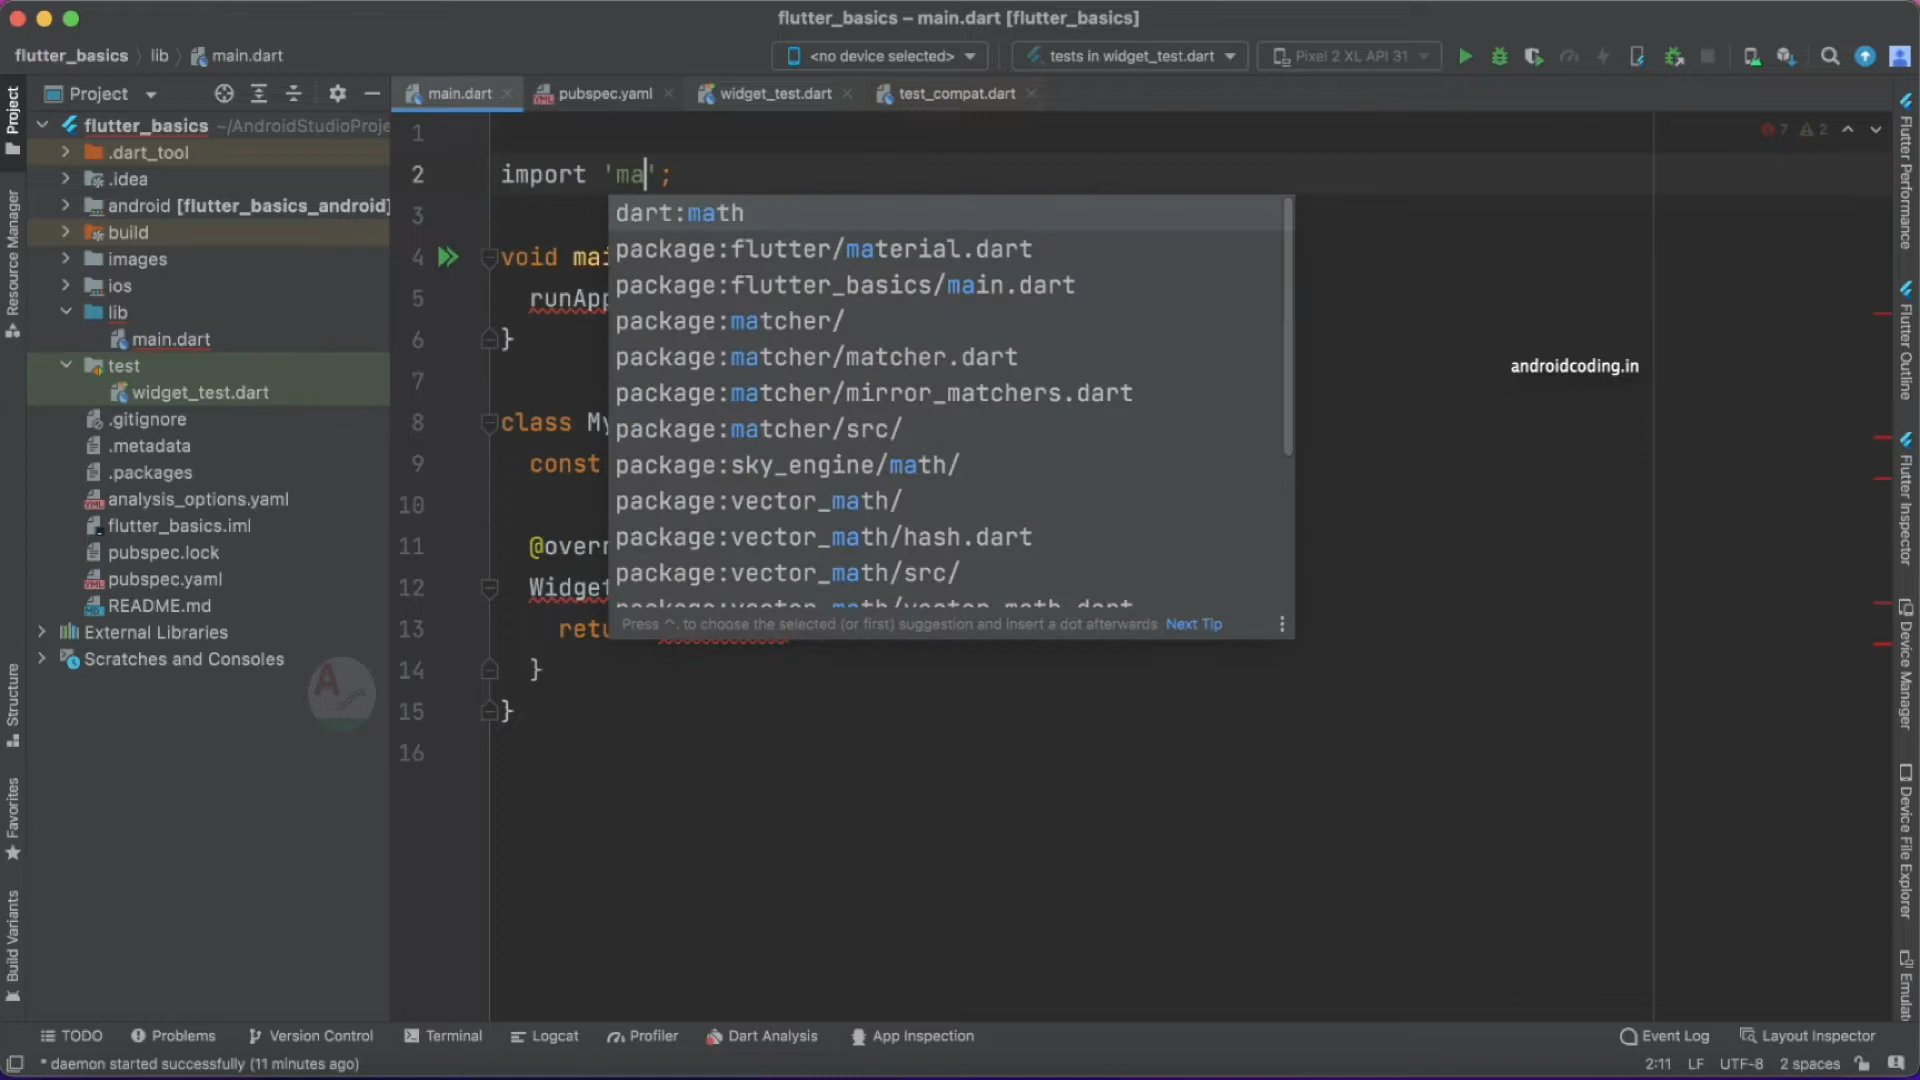 flutter_basics – main.dart [flutter_basics]
flutter_basics lib main.dart
<no device selected>
tests in widget_test.dart
Pixel 2 XL API 31
Project
main.dart
pubspec.yaml
widget_test.dart
test_compat.dart
flutter_basics ~/AndroidStudioProje
.dart_tool
.idea
android [flutter_basics_android]
build
images
ios
lib
main.dart
test
widget_test.dart
.gitignore
.metadata
.packages
analysis_options.yaml
flutter_basics.iml
pubspec.lock
pubspec.yaml
README.md
External Libraries
Scratches and Consoles
Project
Resource Manager
Structure
Favorites
Build Variants
1
2 import 'ma';
3
4 void mai
5 runApp
6 }
7
8 class My
9 const
10
11 @overr
12 Widget
13 retu
14 }
15 }
16
7 2
dart:math
package:flutter/material.dart
package:flutter_basics/main.dart
package:matcher/
package:matcher/matcher.dart
package:matcher/mirror_matchers.dart
package:matcher/src/
package:sky_engine/math/
package:vector_math/
package:vector_math/hash.dart
package:vector_math/src/
package:vector_math/vector_math.dart
Press ^. to choose the selected (or first) suggestion and insert a dot afterwards Next Tip
androidcoding.in
Flutter Performance
Flutter Outline
Flutter Inspector
Device Manager
Device File Explorer
Emulat
TODO
Problems
Version Control
Terminal
Logcat
Profiler
Dart Analysis
App Inspection
Event Log
Layout Inspector
* daemon started successfully (11 minutes ago)
2:11 LF UTF-8 2 spaces